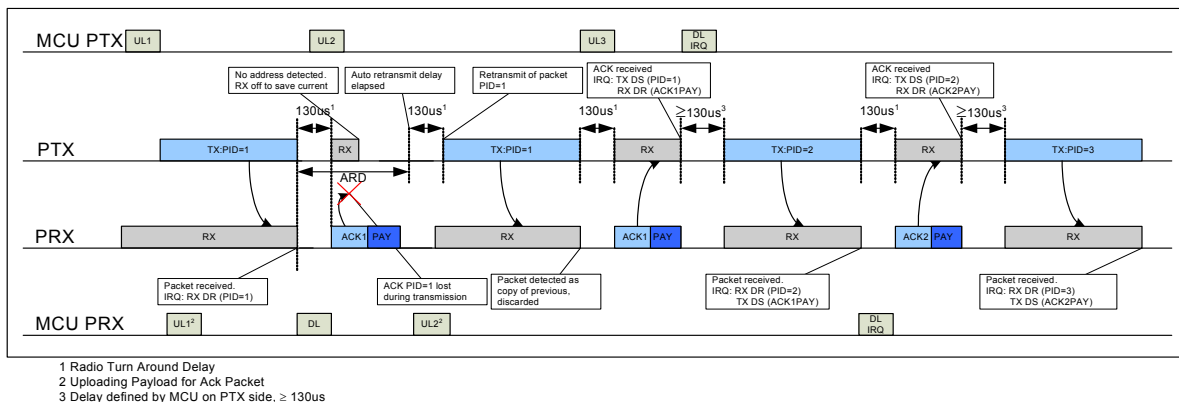 MCU PTX
UL1
UL2
UL3
DL
IRQ
No address detected.
RX off to save current
Auto retransmit delay
elapsed
Retransmit of packet
PID=1
ACK received
IRQ: TX DS (PID=1)
RX DR (ACK1PAY)
ACK received
IRQ: TX DS (PID=2)
RX DR (ACK2PAY)
130us1
130us1
130us1
≥130us3
130us1
≥130us3
PTX
TX:PID=1
RX
TX:PID=1
RX
TX:PID=2
RX
TX:PID=3
ARD
PRX
RX
ACK1 PAY
RX
ACK1 PAY
RX
ACK2 PAY
RX
Packet received.
IRQ: RX DR (PID=1)
ACK PID=1 lost
during transmission
Packet detected as
copy of previous,
discarded
Packet received.
IRQ: RX DR (PID=2)
TX DS (ACK1PAY)
Packet received.
IRQ: RX DR (PID=3)
TX DS (ACK2PAY)
MCU PRX
UL12
DL
UL22
DL
IRQ
1 Radio Turn Around Delay
2 Uploading Payload for Ack Packet
3 Delay defined by MCU on PTX side, ≥ 130us